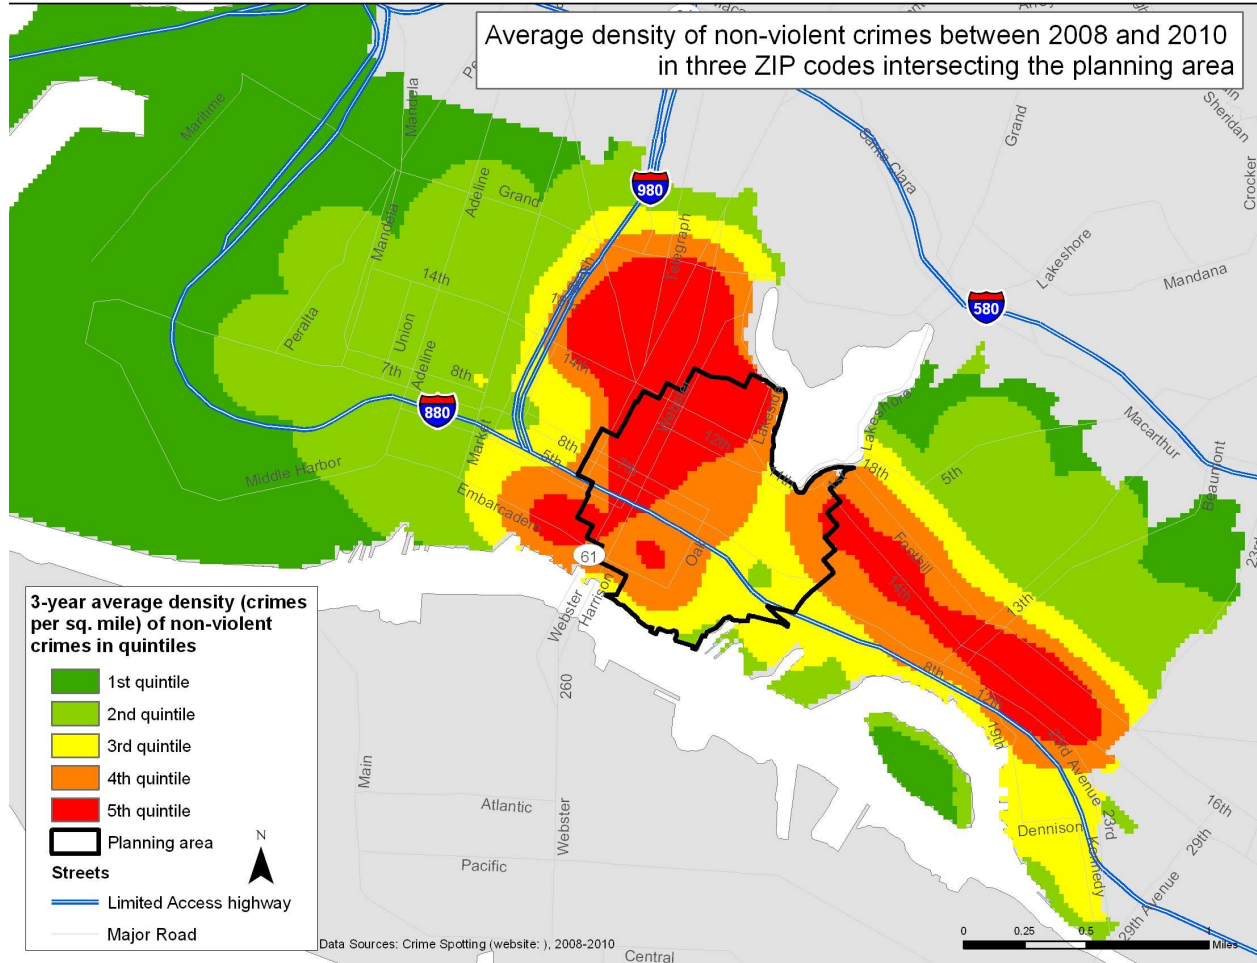 Average density of non-violent crimes between 2008 and 2010
in three ZIP codes intersecting the planning area
Maritime
Mandela
Grand
Santa Clara
Sheridan
Crocker
980
Adeline
Grand
Mandela
Telegraph
Lakeshore
Mandana
14th
580
Peralta
Union
Adeline
7th
8th
14th
880
Webster
Lakeside
12th
Lakeshore
Macarthur
Beaumont
Market
8th
5th
7th
18th
5th
Middle Harbor
Embarcadero
Oak
Foothill
14th
13th
23rd
61
Webster
Harrison
8th
12th
19th
260
23rd Avenue
23rd
16th
29th
Main
Atlantic
Webster
Dennison
Kennedy
Pacific
29th Avenue
Central
3-year average density (crimes
per sq. mile) of non-violent
crimes in quintiles
1st quintile
2nd quintile
3rd quintile
4th quintile
5th quintile
Planning area
N
Streets
Limited Access highway
Major Road
Data Sources: Crime Spotting (website: ), 2008-2010
0 0.25 0.5 1
Miles